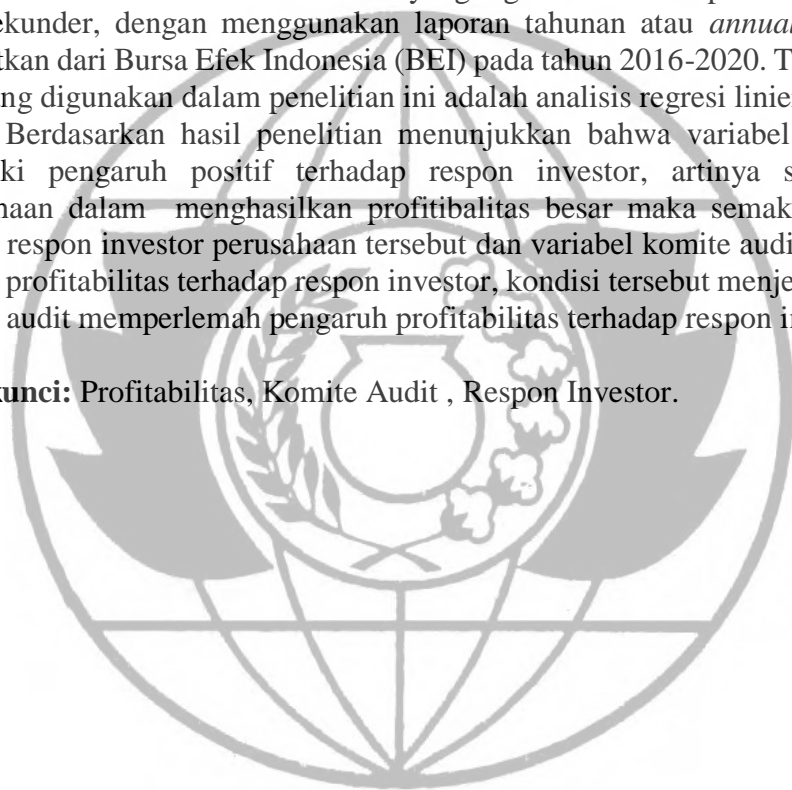 ekunder, dengan menggunakan laporan tahunan atau annual
tkan dari Bursa Efek Indonesia (BEI) pada tahun 2016-2020. T
ng digunakan dalam penelitian ini adalah analisis regresi linier
Berdasarkan hasil penelitian menunjukkan bahwa variabel
ki pengaruh positif terhadap respon investor, artinya s
naan dalam menghasilkan profitibalitas besar maka semak
respon investor perusahaan tersebut dan variabel komite audi
profitabilitas terhadap respon investor, kondisi tersebut menje
audit memperlemah pengaruh profitabilitas terhadap respon i
kunci: Profitabilitas, Komite Audit , Respon Investor.